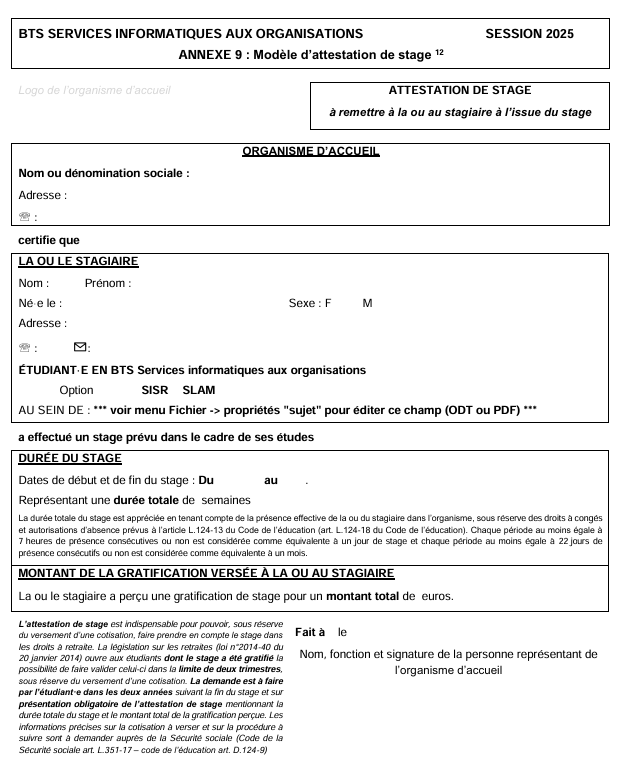 BTS SERVICES INFORMATIQUES AUX ORGANISATIONS SESSION 2025
ANNEXE 9 : Modèle d'attestation de stage 12
Logo de l'organisme d'accueil
ATTESTATION DE STAGE
à remettre à la ou au stagiaire à l'issue du stage
ORGANISME D'ACCUEIL
Nom ou dénomination sociale :
Adresse :
☏ :
certifie que
LA OU LE STAGIAIRE
Nom : Prénom :
Né·e le : Sexe : F M
Adresse :
☏ : ✉:
ÉTUDIANT·E EN BTS Services informatiques aux organisations
Option SISR SLAM
AU SEIN DE : *** voir menu Fichier -> propriétés "sujet" pour éditer ce champ (ODT ou PDF) ***
a effectué un stage prévu dans le cadre de ses études
DURÉE DU STAGE
Dates de début et de fin du stage : Du au .
Représentant une durée totale de semaines
La durée totale du stage est appréciée en tenant compte de la présence effective de la ou du stagiaire dans l'organisme, sous réserve des droits à congés
et autorisations d'absence prévus à l'article L.124-13 du Code de l'éducation (art. L.124-18 du Code de l'éducation). Chaque période au moins égale à
7 heures de présence consécutives ou non est considérée comme équivalente à un jour de stage et chaque période au moins égale à 22 jours de
présence consécutifs ou non est considérée comme équivalente à un mois.
MONTANT DE LA GRATIFICATION VERSÉE À LA OU AU STAGIAIRE
La ou le stagiaire a perçu une gratification de stage pour un montant total de euros.
L'attestation de stage est indispensable pour pouvoir, sous réserve
du versement d'une cotisation, faire prendre en compte le stage dans
les droits à retraite. La législation sur les retraites (loi n°2014-40 du
20 janvier 2014) ouvre aux étudiants dont le stage a été gratifié la
possibilité de faire valider celui-ci dans la limite de deux trimestres,
sous réserve du versement d'une cotisation. La demande est à faire
par l'étudiant·e dans les deux années suivant la fin du stage et sur
présentation obligatoire de l'attestation de stage mentionnant la
durée totale du stage et le montant total de la gratification perçue. Les
informations précises sur la cotisation à verser et sur la procédure à
suivre sont à demander auprès de la Sécurité sociale (Code de la
Sécurité sociale art. L.351-17 – code de l'éducation art. D.124-9)
Fait à le
Nom, fonction et signature de la personne représentant de
l'organisme d'accueil